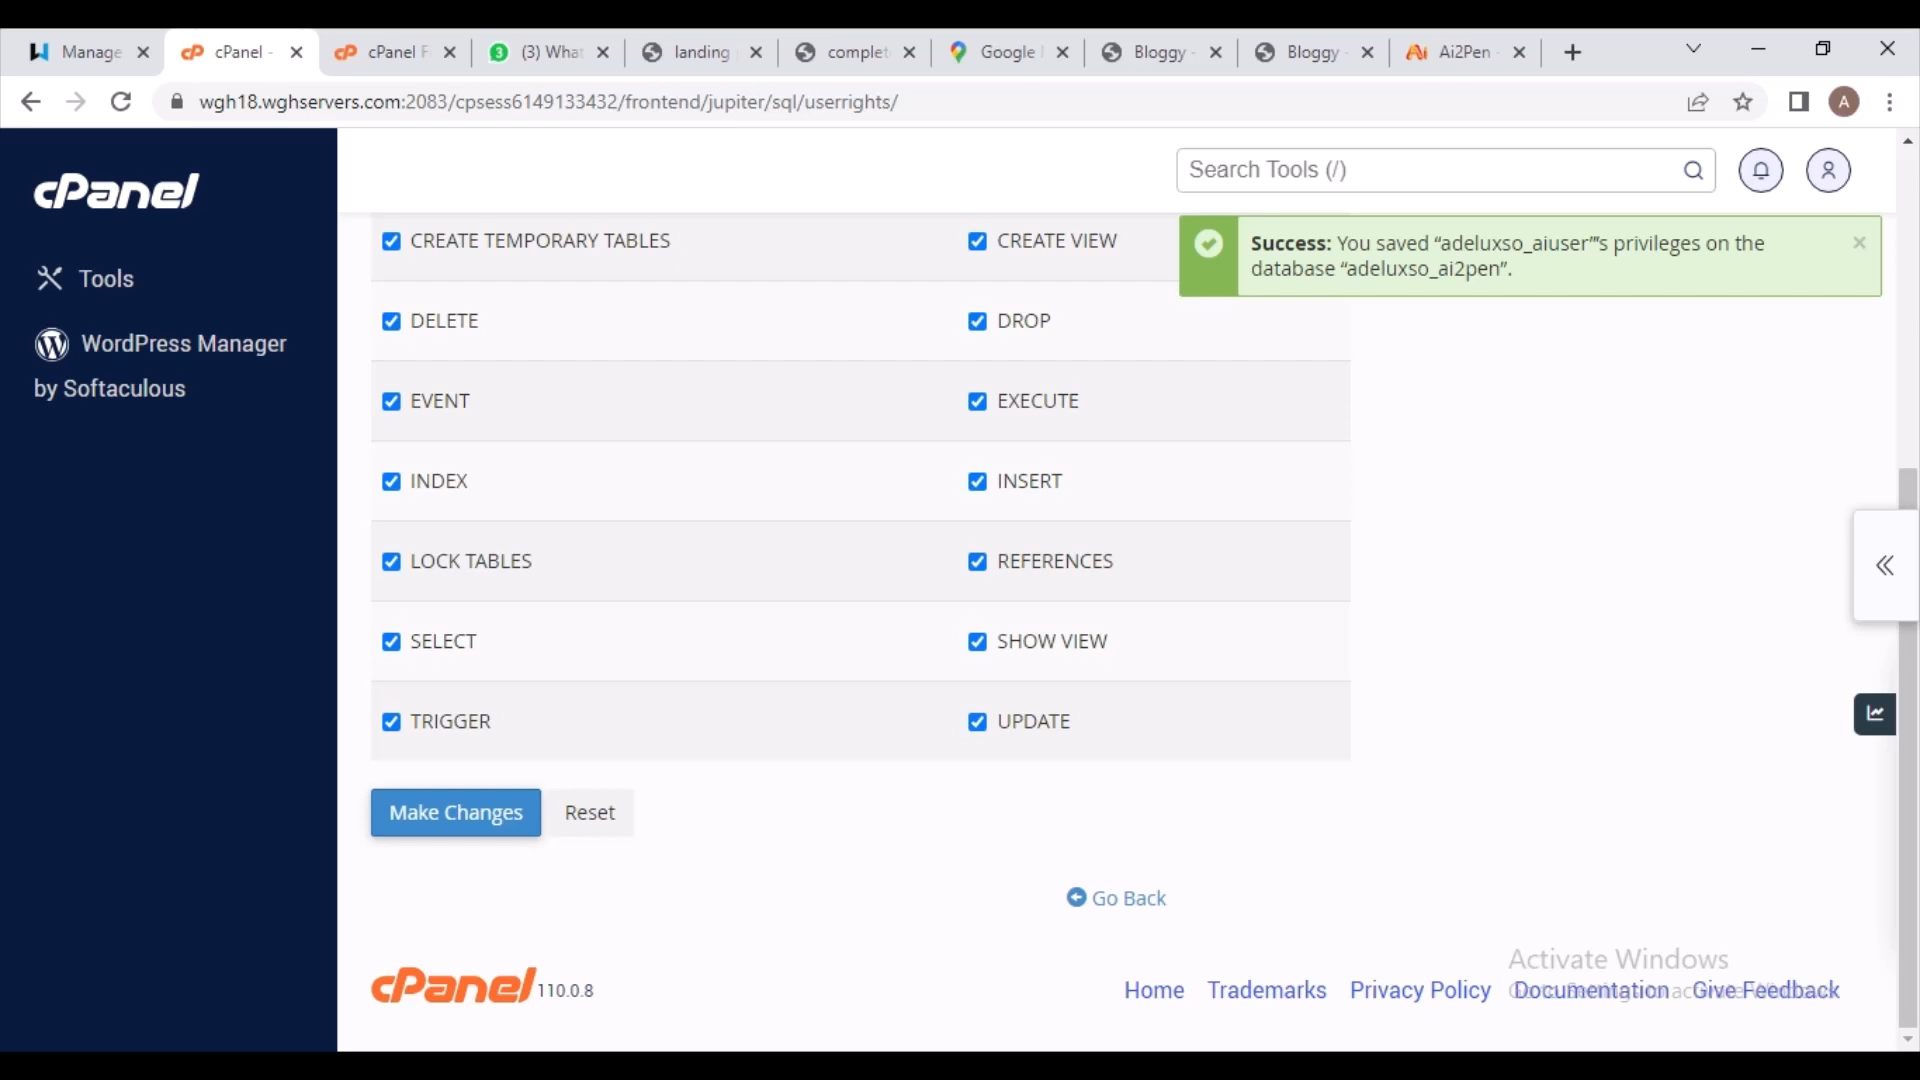 Manage
cPanel -
cPanel F
(3) What
landing
complet
Google
Bloggy -
Bloggy -
Ai2Pen -
wgh18.wghservers.com:2083/cpsess6149133432/frontend/jupiter/sql/userrights/
A
cPanel
Search Tools (/)
Tools
WordPress Manager
by Softaculous
CREATE TEMPORARY TABLES
CREATE VIEW
Success: You saved “adeluxso_aiuser”'s privileges on the
database “adeluxso_ai2pen”.
DELETE
DROP
EVENT
EXECUTE
INDEX
INSERT
LOCK TABLES
REFERENCES
SELECT
SHOW VIEW
TRIGGER
UPDATE
Make Changes
Reset
Go Back
Activate Windows
cPanel 110.0.8
Home
Trademarks
Privacy Policy
Documentation
Give Feedback